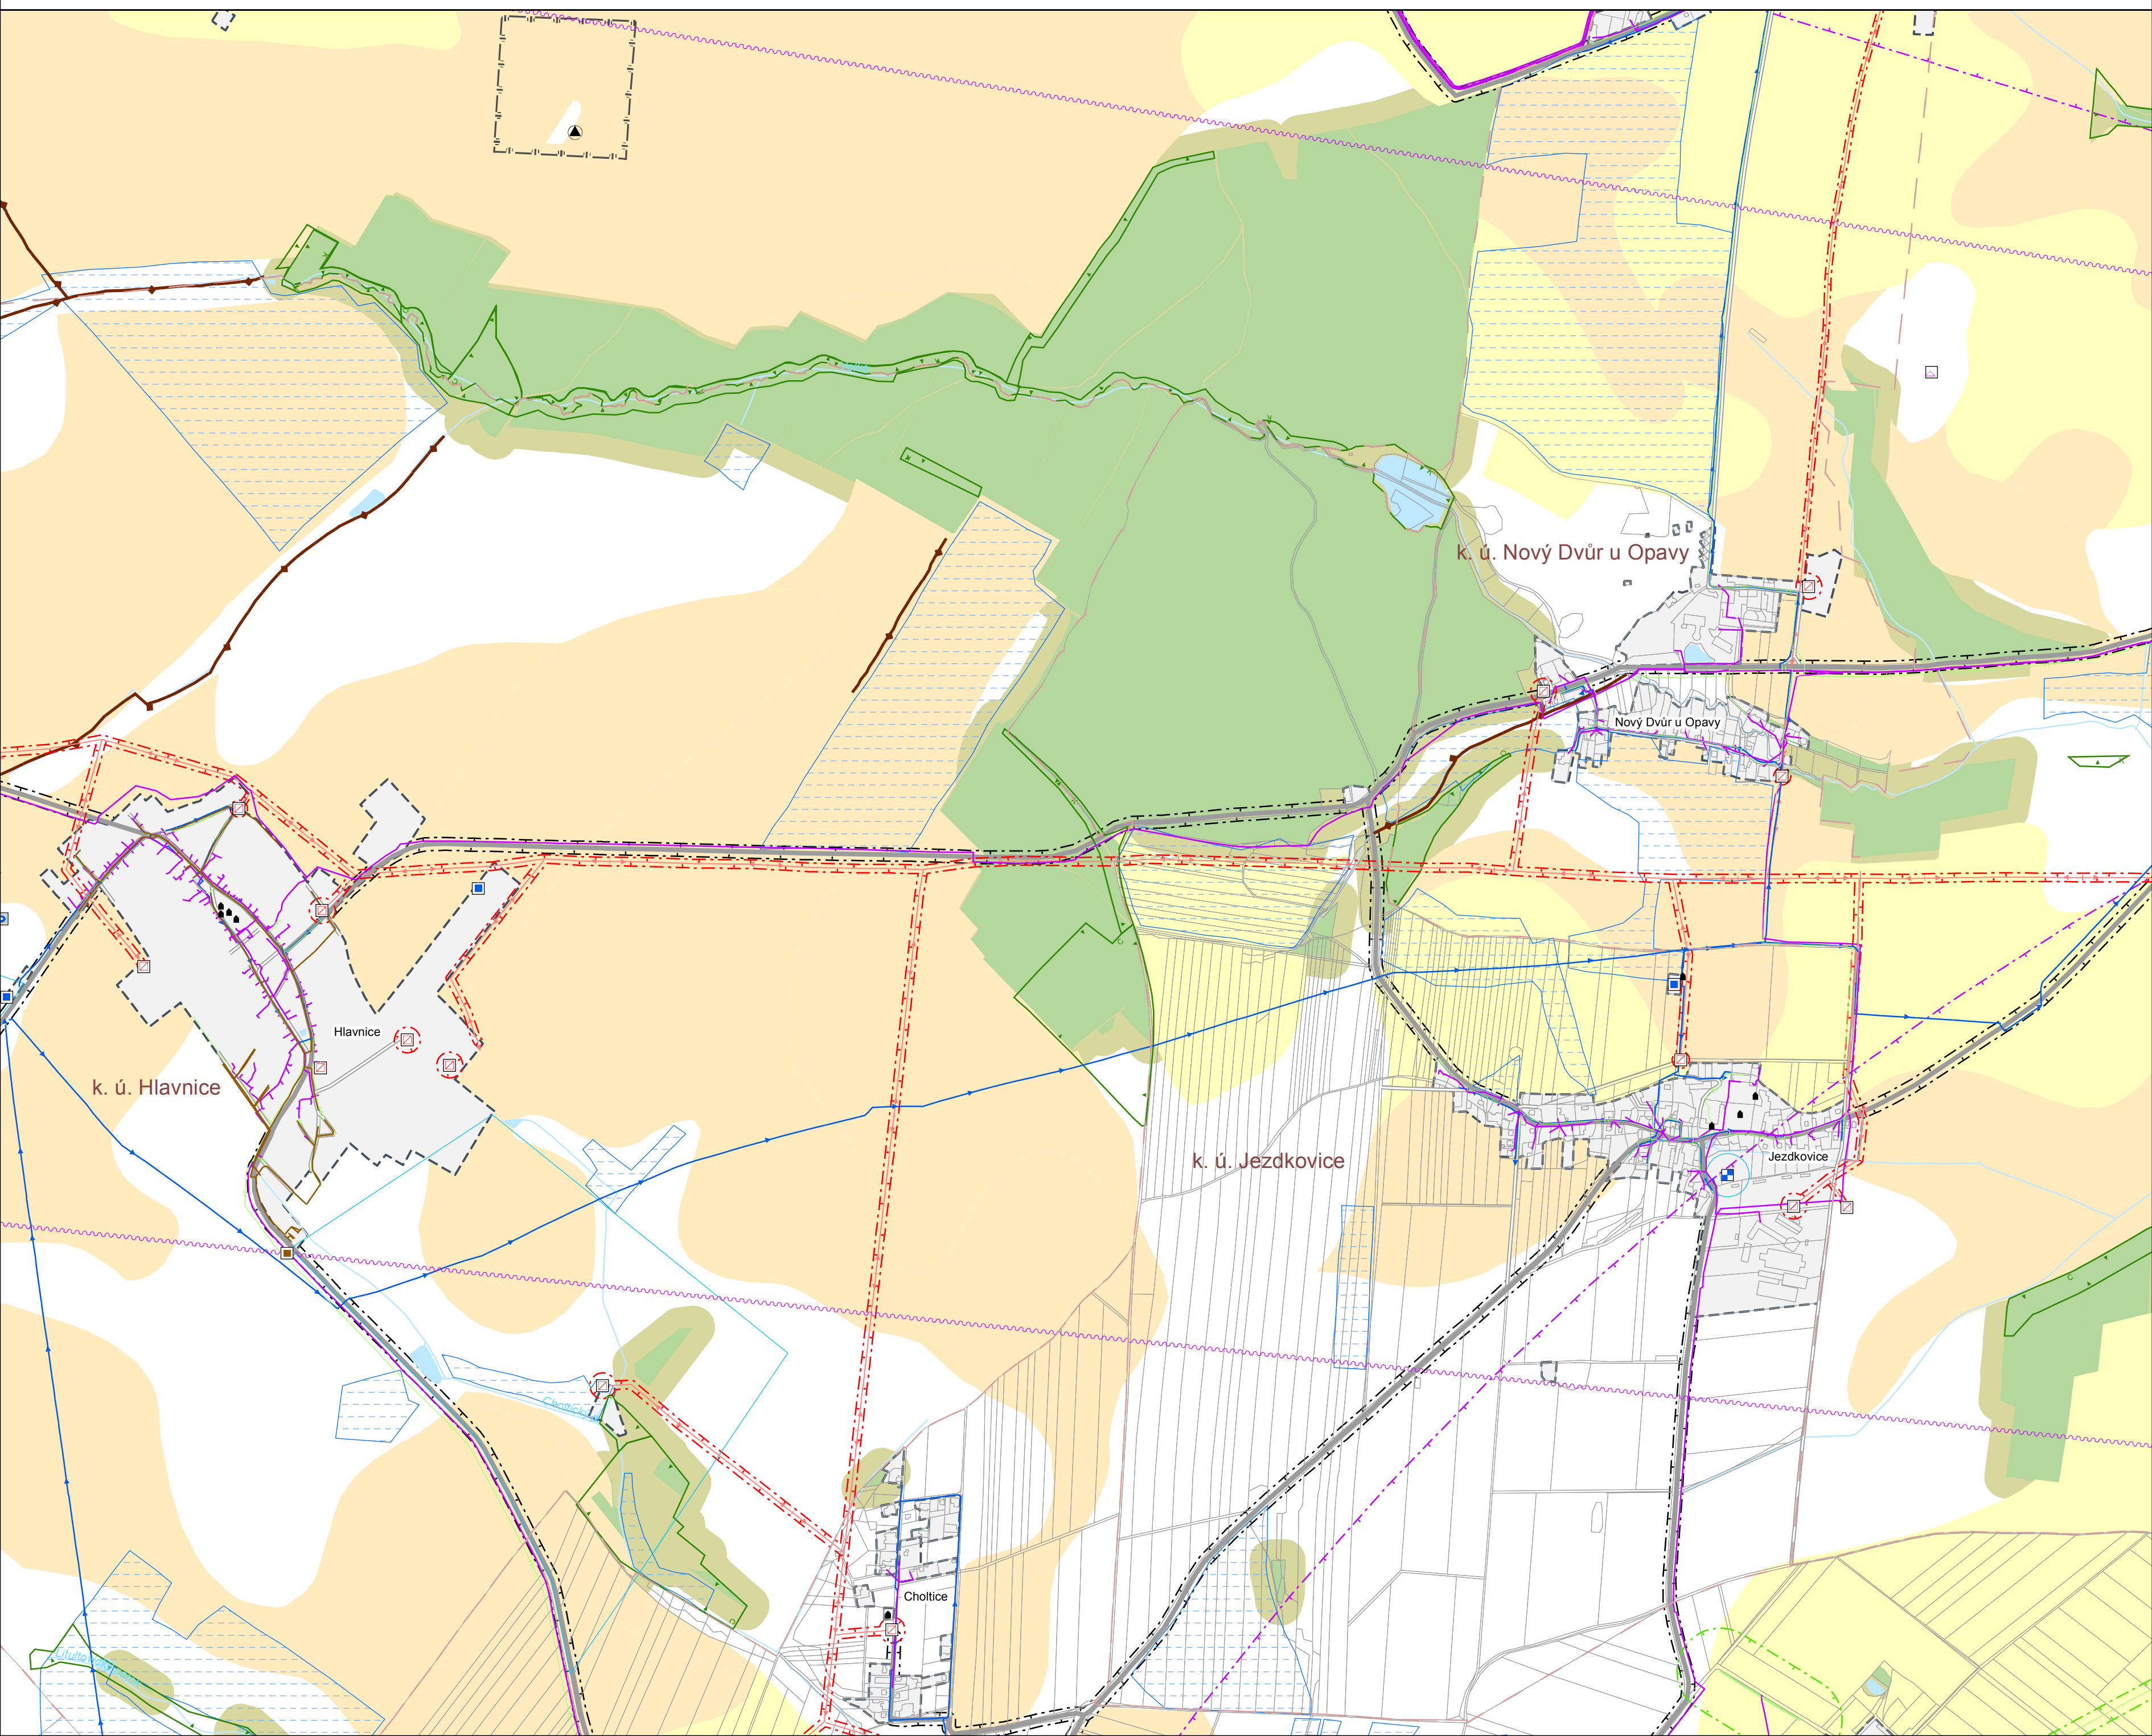 k. ú. Nový Dvůr u Opavy
Nový Dvůr u Opavy
Hlavnice
k. ú. Hlavnice
k. ú. Jezdkovice
Jezdkovice
Choltice